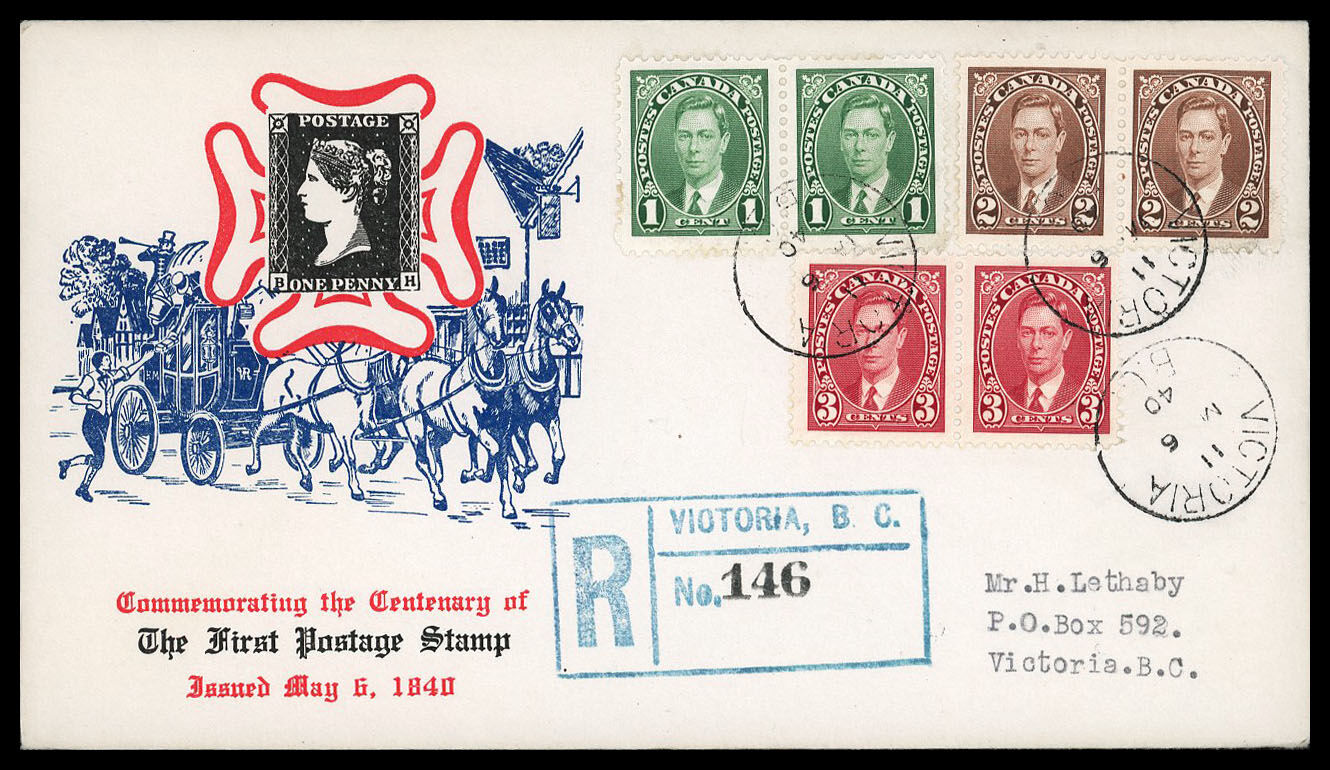 POSTAGE
B ONE PENNY H
H.M.
VR
Commemorating the Centenary of
The First Postage Stamp
Issued May 6, 1840
POSTES CANADA POSTAGE
1 CENT 1
POSTES CANADA POSTAGE
1 CENT 1
POSTES CANADA POSTAGE
2 CENTS 2
POSTES CANADA POSTAGE
2 CENTS 2
POSTES CANADA POSTAGE
3 CENTS 3
POSTES CANADA POSTAGE
3 CENTS 3
VICTORIA
11
M 6
40
B.C.
R
VICTORIA, B. C.
No. 146
Mr.H.Lethaby
P.O.Box 592.
Victoria.B.C.